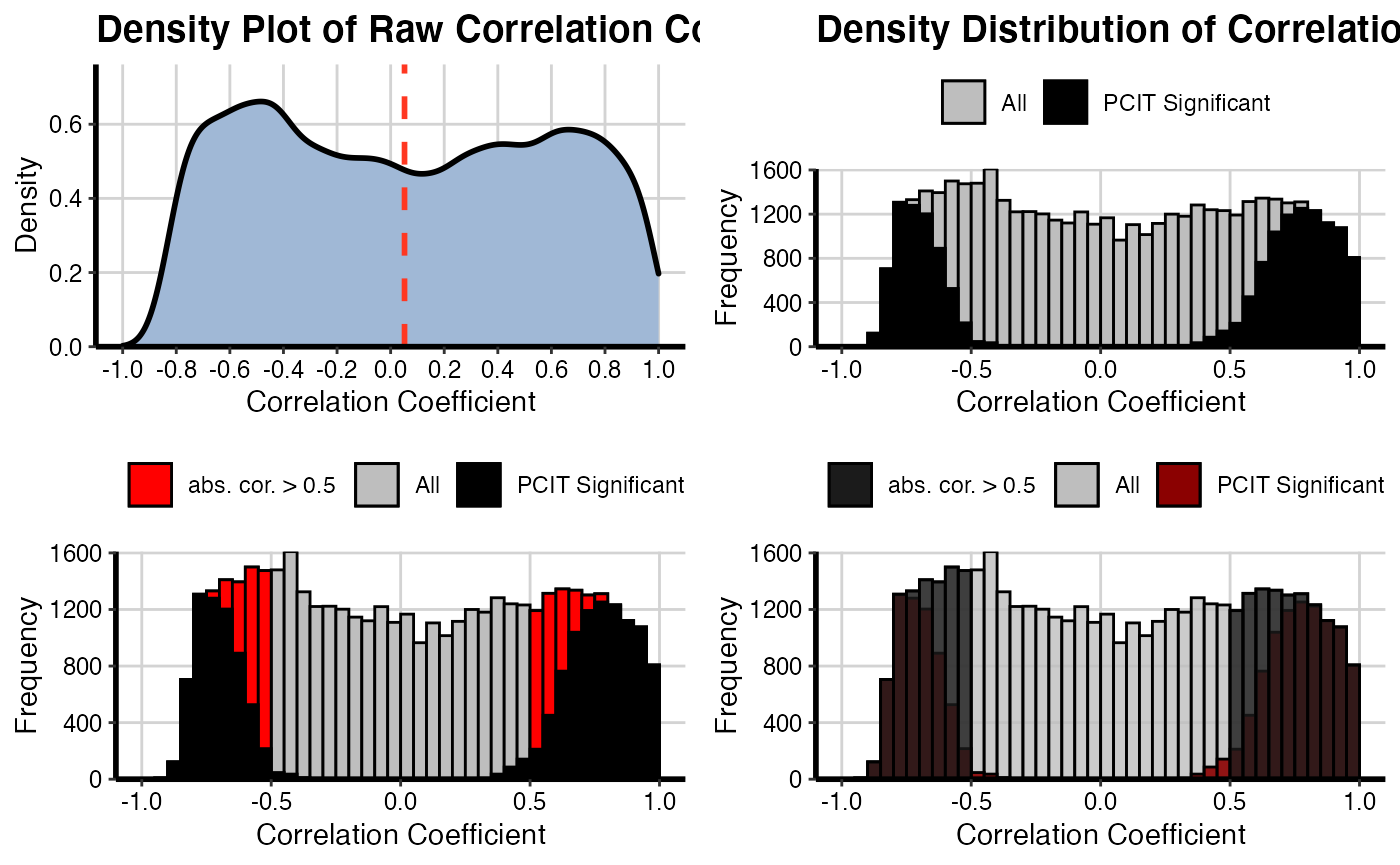 Density Plot of Raw Correlation Co
Density
0.6
0.4
0.2
0.0
-1.0 -0.8 -0.6 -0.4 -0.2 0.0 0.2 0.4 0.6 0.8 1.0
Correlation Coefficient
Density Distribution of Correlatio
All PCIT Significant
Frequency
1600
1200
800
400
0
-1.0 -0.5 0.0 0.5 1.0
Correlation Coefficient
abs. cor. > 0.5 All PCIT Significant
Frequency
1600
1200
800
400
0
-1.0 -0.5 0.0 0.5 1.0
Correlation Coefficient
abs. cor. > 0.5 All PCIT Significant
Frequency
1600
1200
800
400
0
-1.0 -0.5 0.0 0.5 1.0
Correlation Coefficient